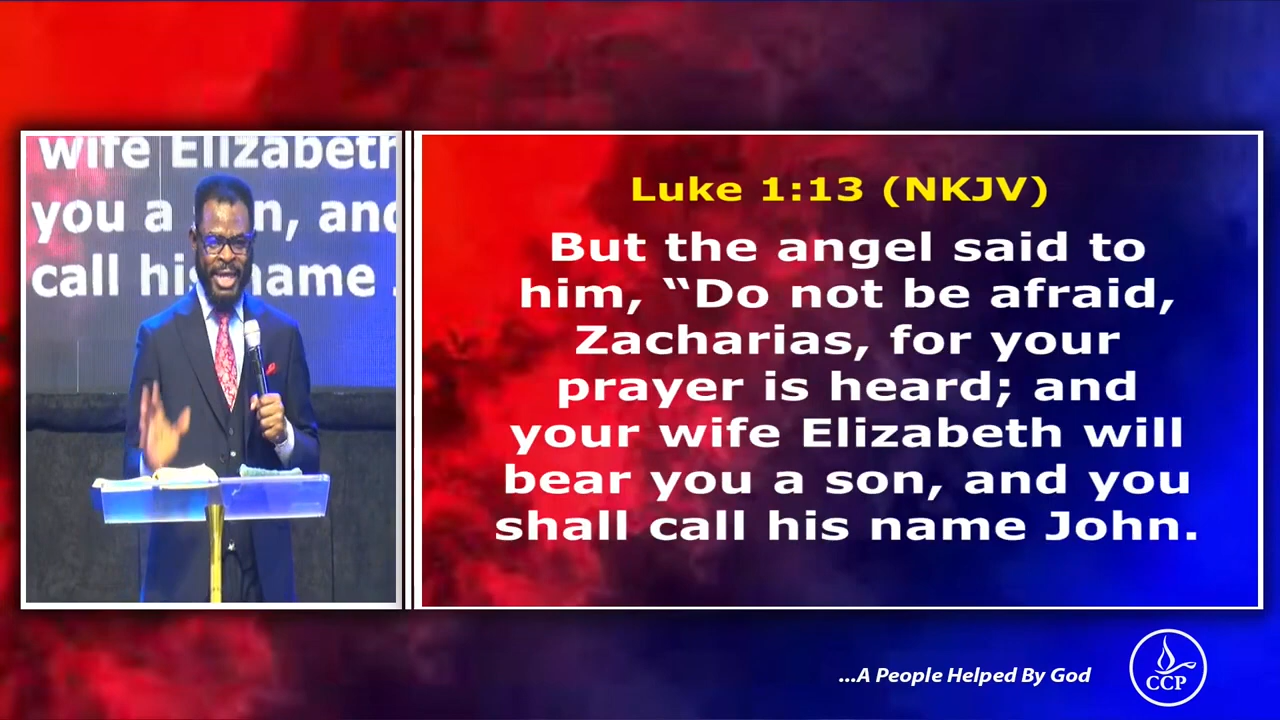 wife Elizabeth
you a son, and
call his name
Luke 1:13 (NKJV)
But the angel said to
him, “Do not be afraid,
Zacharias, for your
prayer is heard; and
your wife Elizabeth will
bear you a son, and you
shall call his name John.
...A People Helped By God
CCP